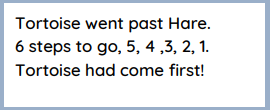 Tortoise went past Hare.
6 steps to go, 5, 4 ,3, 2, 1.
Tortoise had come first!